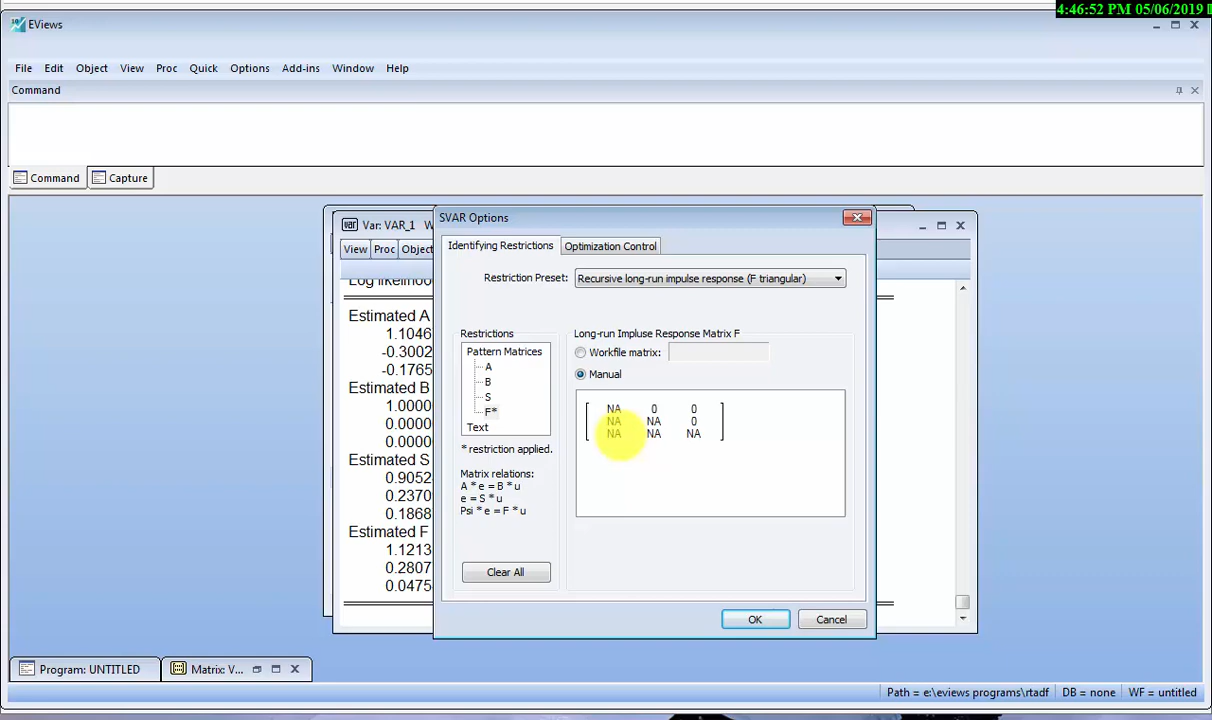 4:46:52 PM 05/06/2019
EViews
File Edit Object View Proc Quick Options Add-ins Window Help
Command
Command Capture
Var: VAR_1
SVAR Options
View Proc Object
Identifying Restrictions Optimization Control
Restriction Preset: Recursive long-run impulse response (F triangular)
Estimated A
1.1046
-0.3002
-0.1765
Estimated B
1.0000
0.0000
0.0000
Estimated S
0.9052
0.2370
0.1868
Estimated F
1.1213
0.2807
0.0475
Restrictions
Pattern Matrices
A
B
S
F*
Text
* restriction applied.
Matrix relations:
A * e = B * u
e = S * u
Psi * e = F * u
Clear All
Long-run Impluse Response Matrix F
Workfile matrix:
Manual
NA 0 0
NA NA 0
NA NA NA
OK Cancel
Program: UNTITLED Matrix: V...
Path = e:\eviews programs\rtadf DB = none WF = untitled